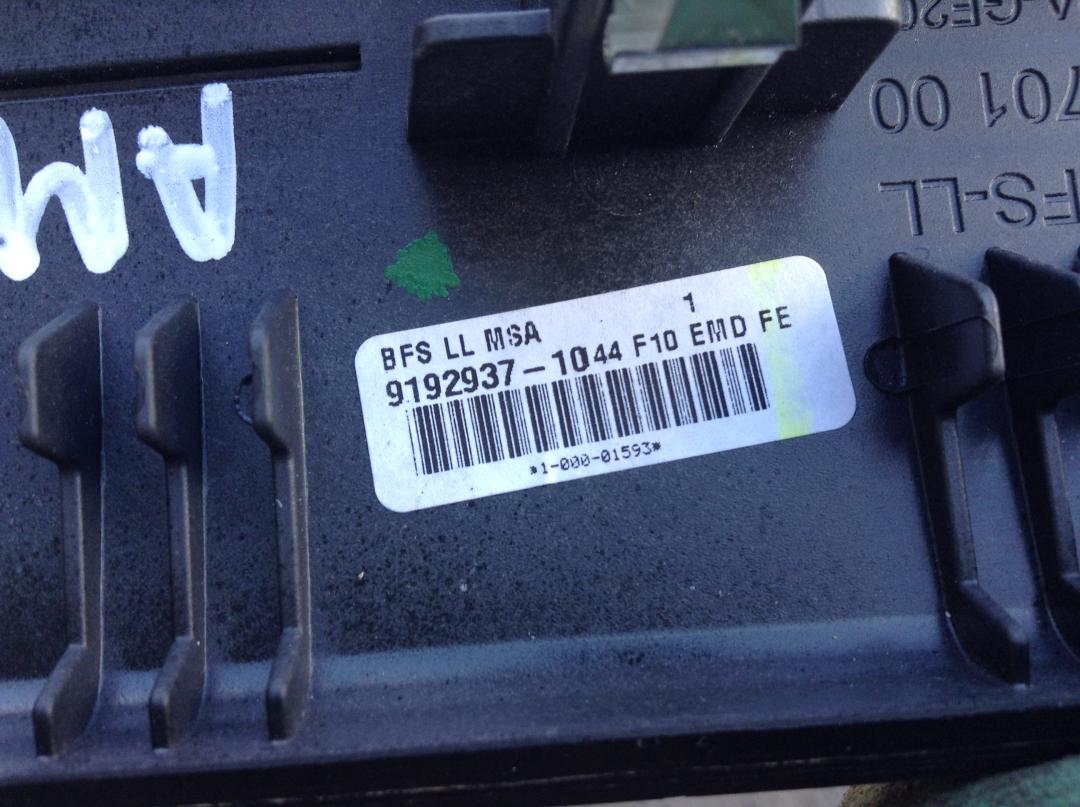 BFS LL MSA 1
9192937-1044 F10 EMD FE
*1-000-01593*
701 00
FS-LL